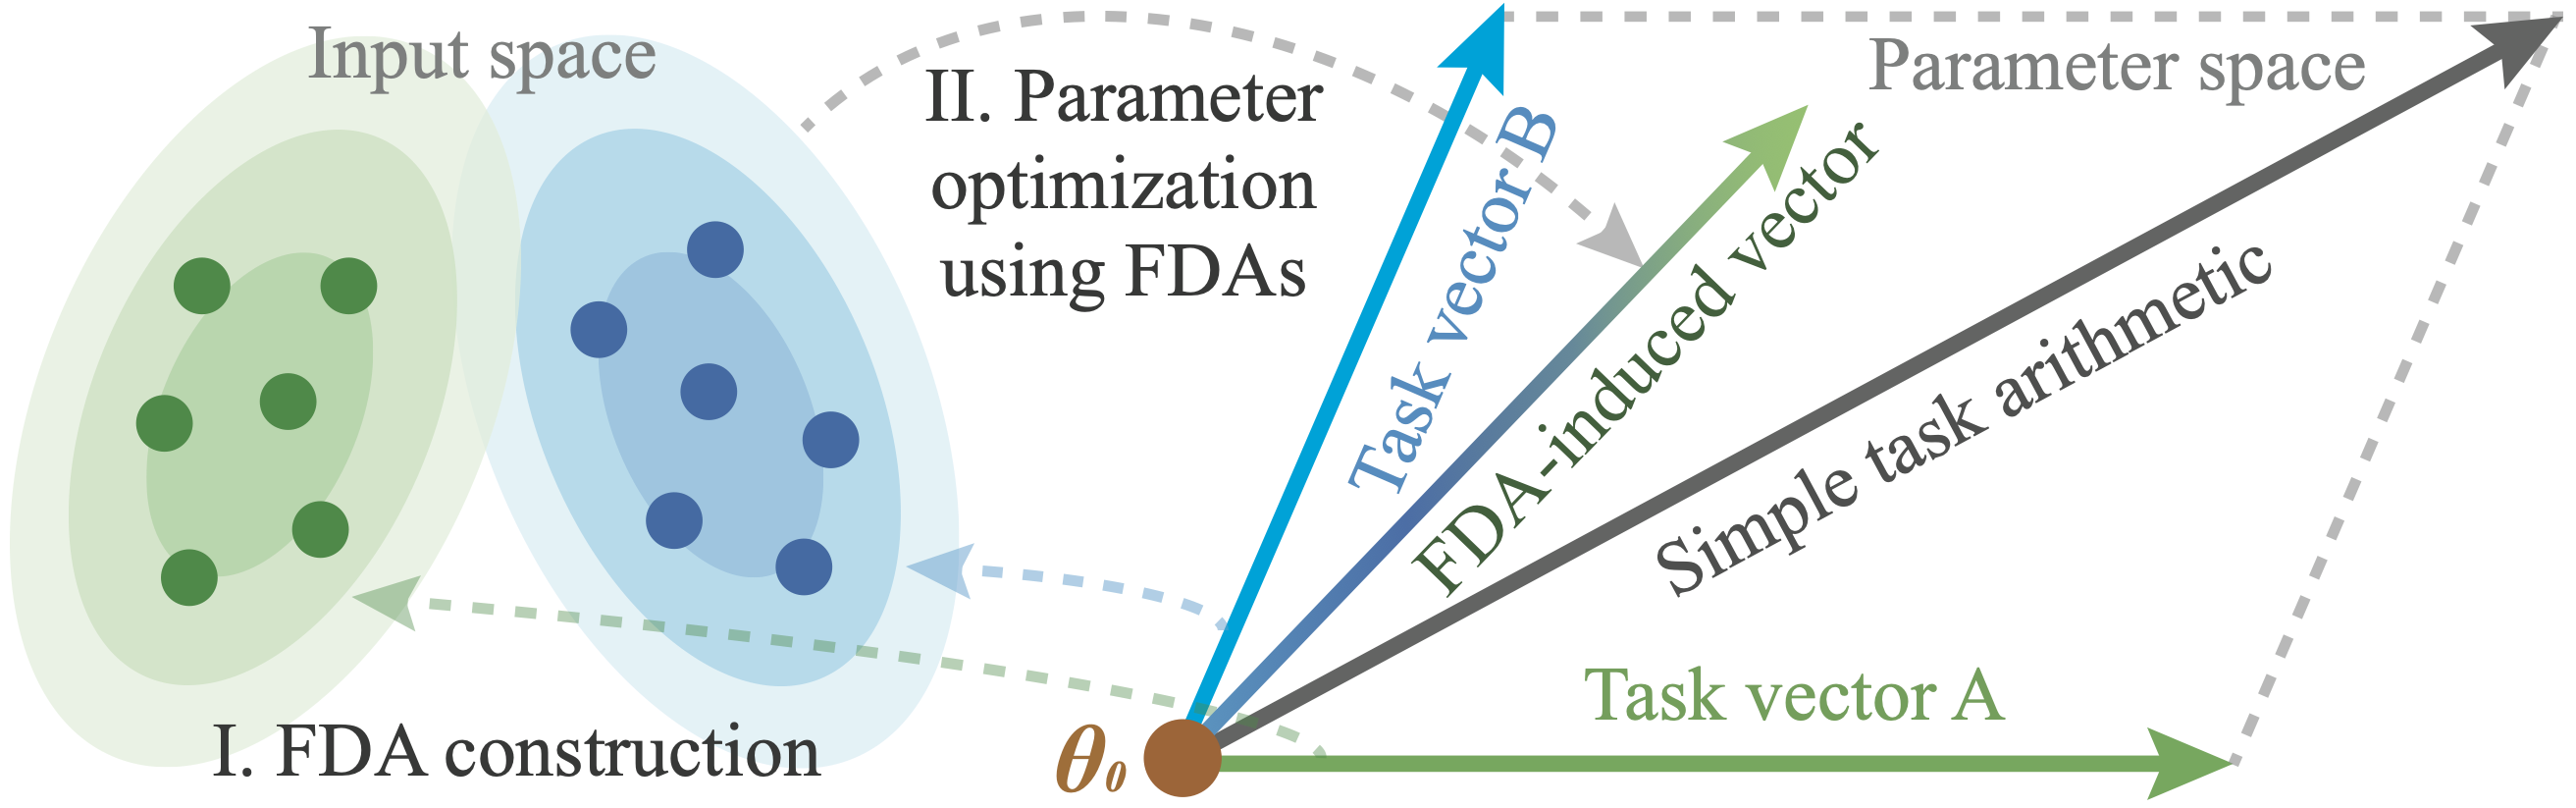 Input space
II. Parameter
optimization
using FDAs
Parameter space
Task vector B
FDA-induced vector
Simple task arithmetic
Task vector A
I. FDA construction
θ₀